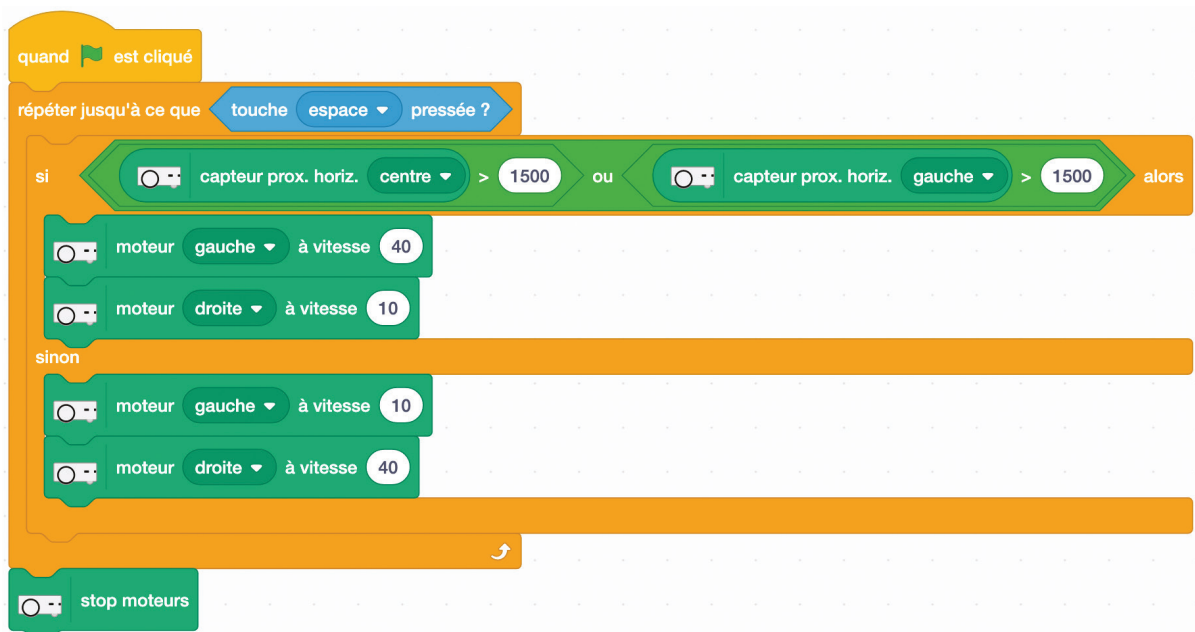 quand est cliqué
répéter jusqu'à ce que touche espace pressée ?
si capteur prox. horiz. centre > 1500 ou capteur prox. horiz. gauche > 1500 alors
moteur gauche à vitesse 40
moteur droite à vitesse 10
sinon
moteur gauche à vitesse 10
moteur droite à vitesse 40
stop moteurs